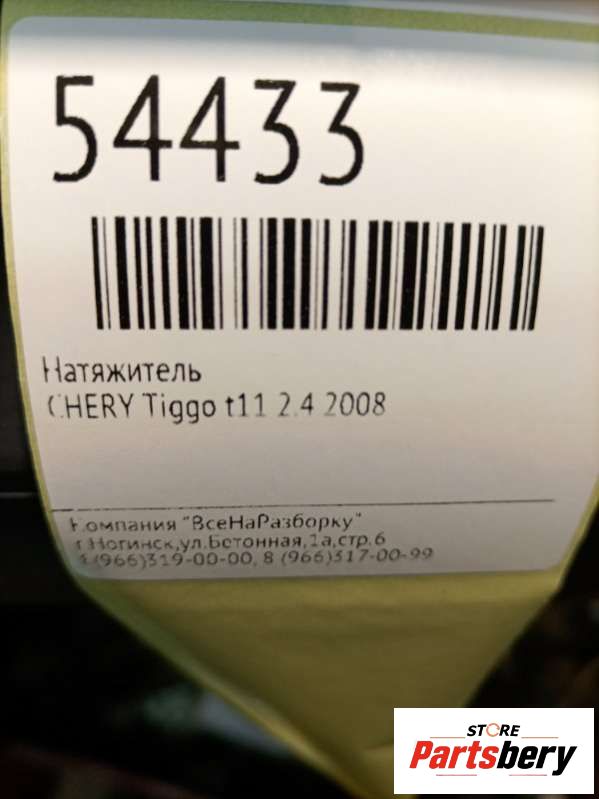 54433
Натяжитель
CHERY Tiggo t11 2.4 2008
Компания "ВсеНаРазборку"
г.Ногинск,ул.Бетонная,1а,стр.6
8 (966)319-00-00, 8 (966)317-00-99
STORE
Partsbery